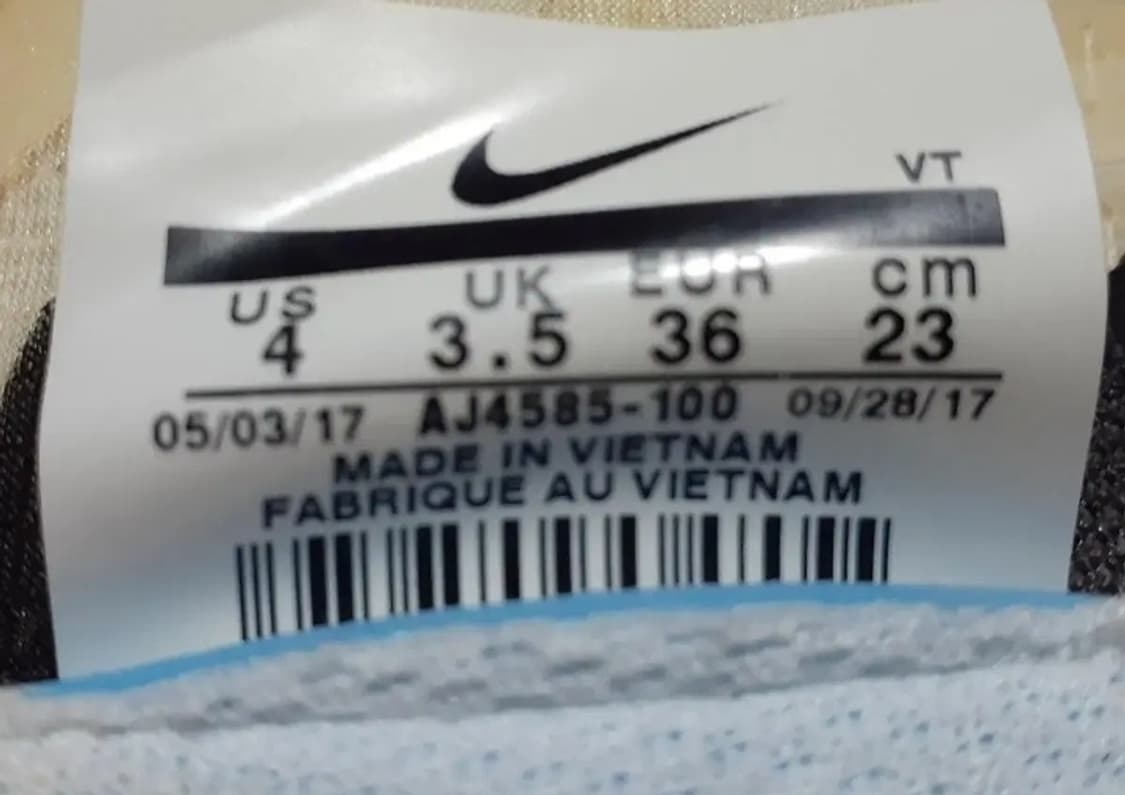 VT
US UK EUR cm
4 3.5 36 23
05/03/17 AJ4585-100 09/28/17
MADE IN VIETNAM
FABRIQUE AU VIETNAM